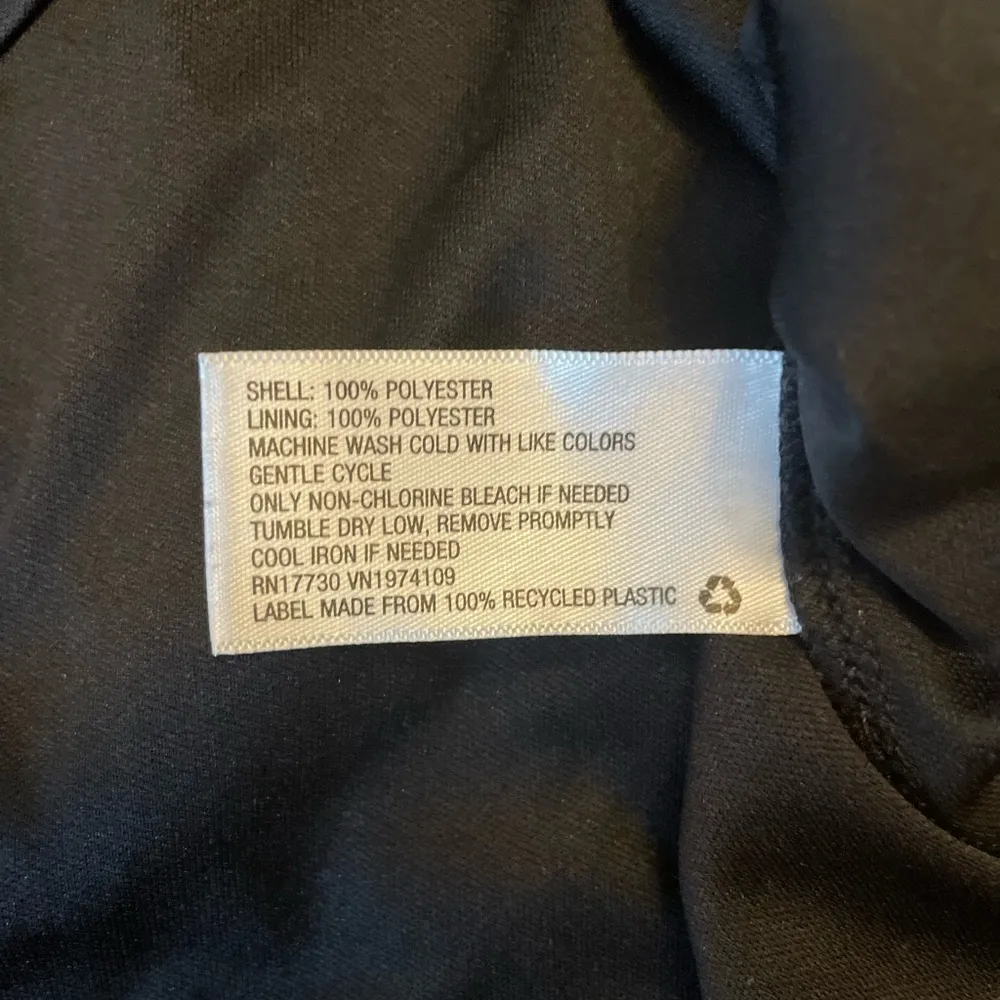 SHELL: 100% POLYESTER
LINING: 100% POLYESTER
MACHINE WASH COLD WITH LIKE COLORS
GENTLE CYCLE
ONLY NON-CHLORINE BLEACH IF NEEDED
TUMBLE DRY LOW, REMOVE PROMPTLY
COOL IRON IF NEEDED
RN17730 VN1974109
LABEL MADE FROM 100% RECYCLED PLASTIC